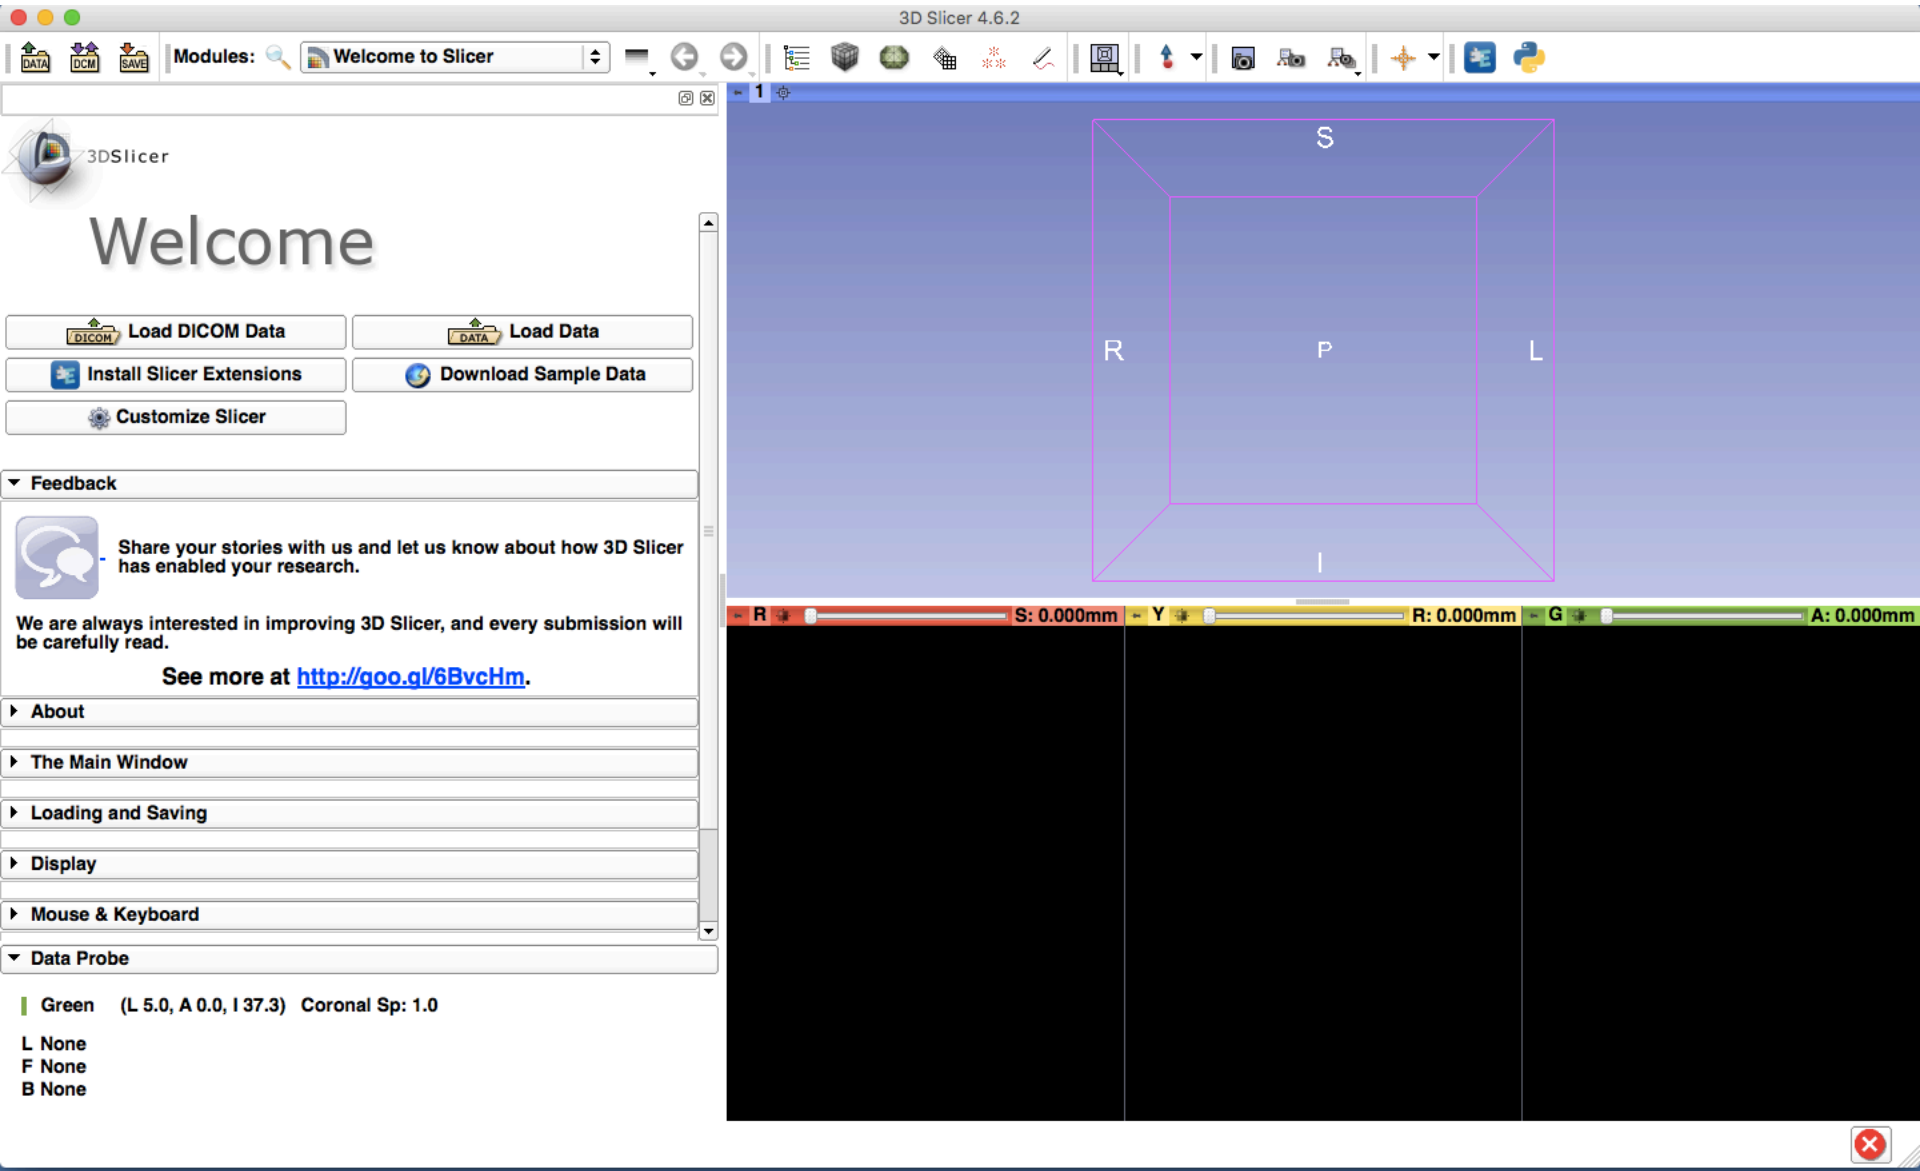 3D Slicer 4.6.2
DATA
DCM
SAVE
Modules:
Welcome to Slicer
1
3DSlicer
Welcome
DICOM Load DICOM Data
DATA Load Data
Install Slicer Extensions
Download Sample Data
Customize Slicer
Feedback
Share your stories with us and let us know about how 3D Slicer
has enabled your research.
We are always interested in improving 3D Slicer, and every submission will
be carefully read.
See more at http://goo.gl/6BvcHm.
About
The Main Window
Loading and Saving
Display
Mouse & Keyboard
Data Probe
Green (L 5.0, A 0.0, I 37.3) Coronal Sp: 1.0
L None
F None
B None
S
R
P
L
I
R S: 0.000mm
Y R: 0.000mm
G A: 0.000mm